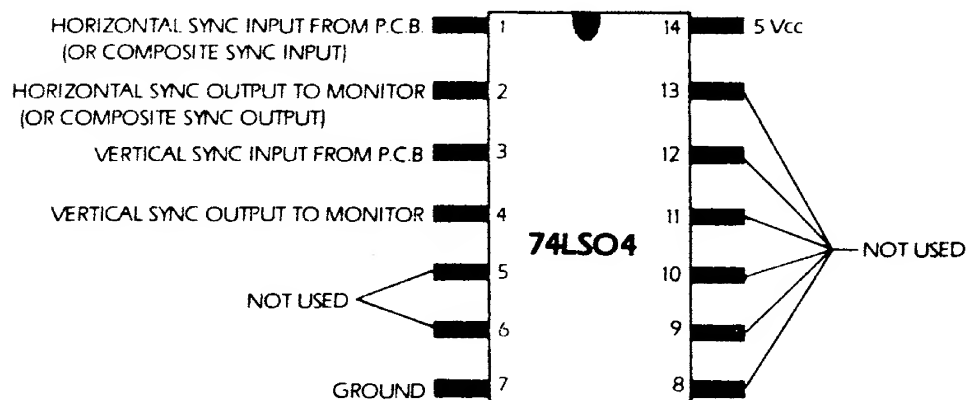 HORIZONTAL SYNC INPUT FROM P.C.B.
(OR COMPOSITE SYNC INPUT)
HORIZONTAL SYNC OUTPUT TO MONITOR
(OR COMPOSITE SYNC OUTPUT)
VERTICAL SYNC INPUT FROM P.C.B
VERTICAL SYNC OUTPUT TO MONITOR
NOT USED
GROUND
1
2
3
4
5
6
7
74LS04
14
13
12
11
10
9
8
5 Vcc
NOT USED